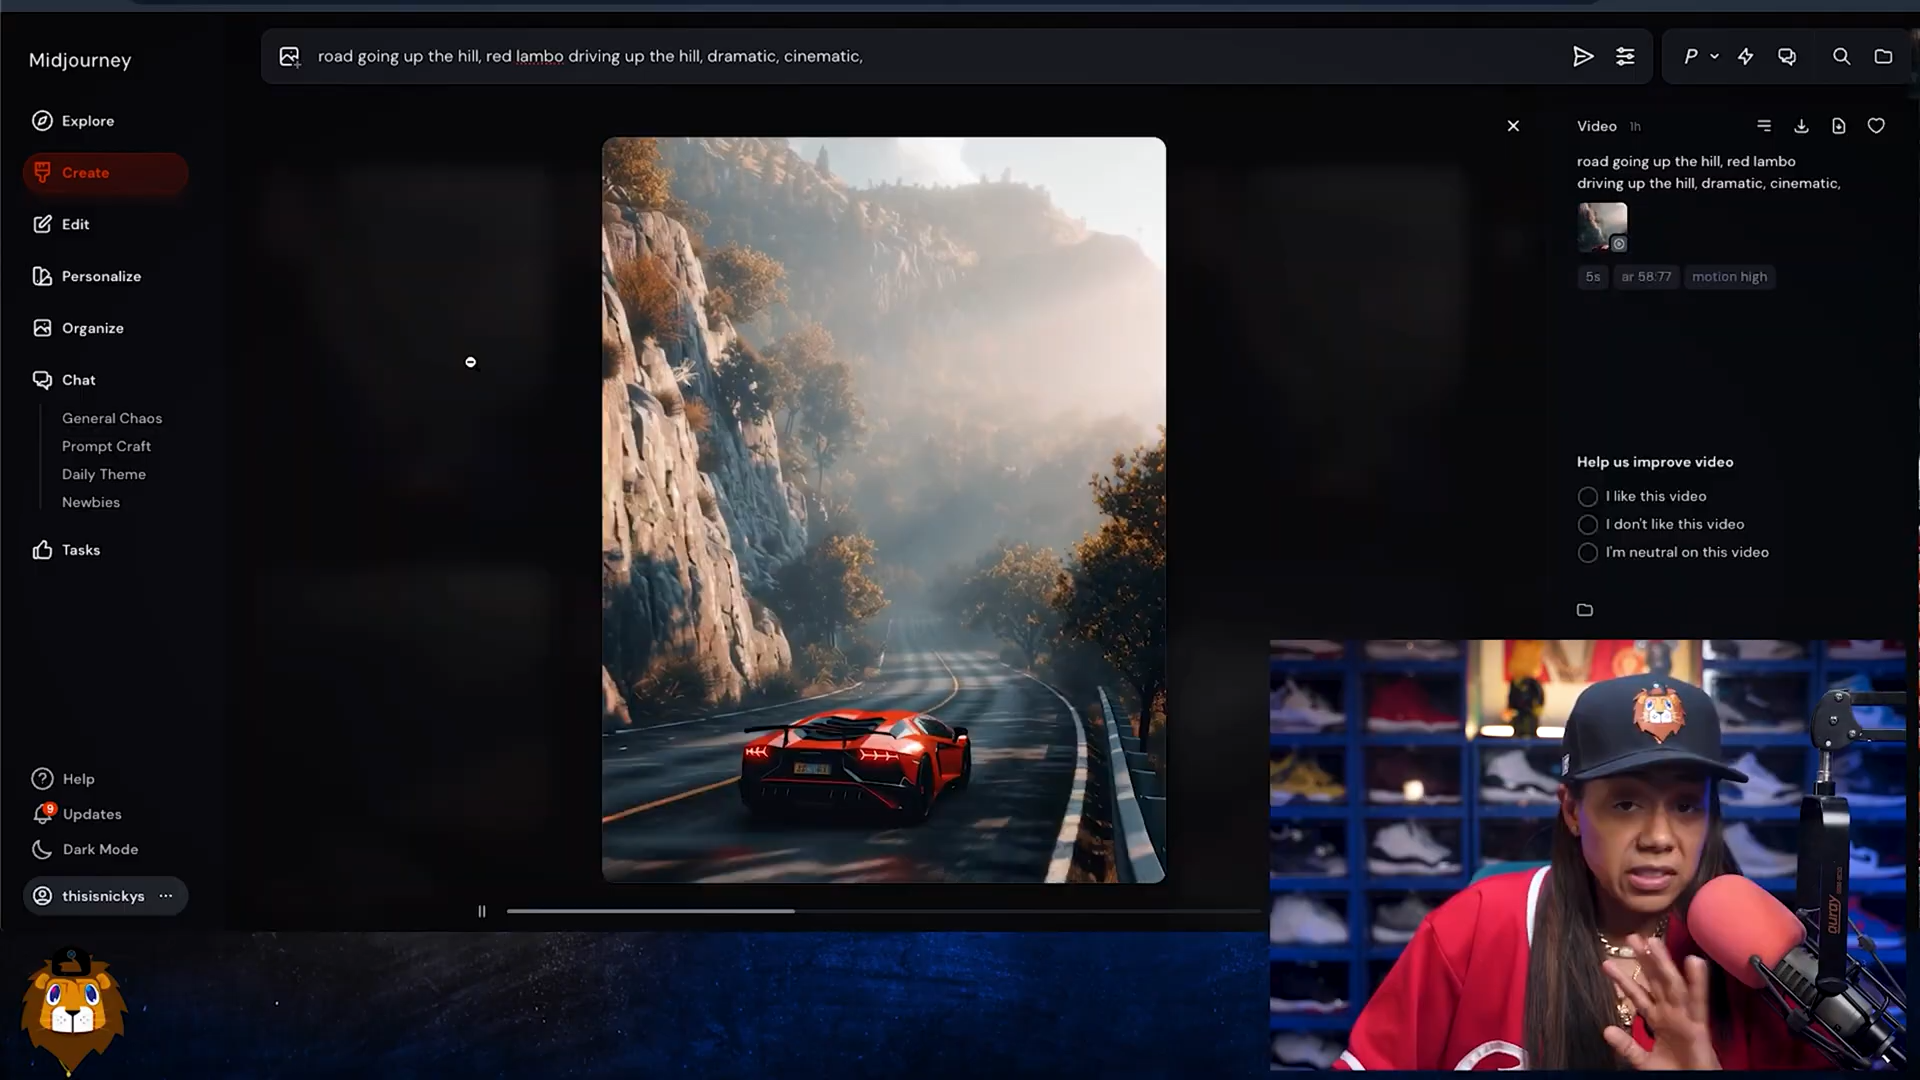 Midjourney
road going up the hill, red lambo driving up the hill, dramatic, cinematic,
Explore
Create
Edit
Personalize
Organize
Chat
General Chaos
Prompt Craft
Daily Theme
Newbies
Tasks
Help
9
Updates
Dark Mode
thisisnickys
Video 1h
road going up the hill, red lambo
driving up the hill, dramatic, cinematic,
5s ar 58:77 motion high
Help us improve video
I like this video
I don't like this video
I'm neutral on this video